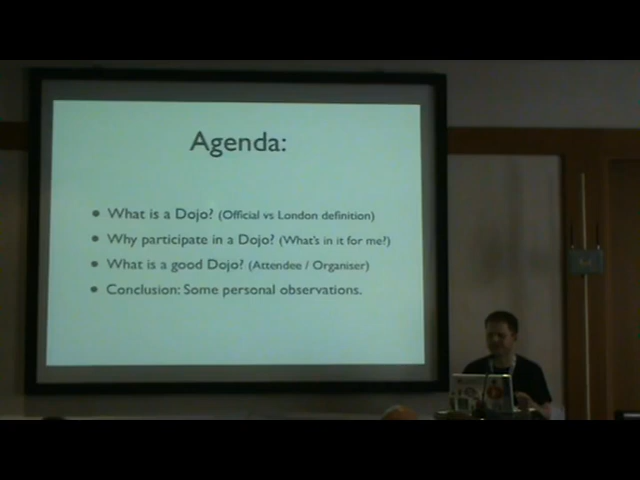 Agenda:
• What is a Dojo? (Official vs London definition)
• Why participate in a Dojo? (What's in it for me?)
• What is a good Dojo? (Attendee / Organiser)
• Conclusion: Some personal observations.